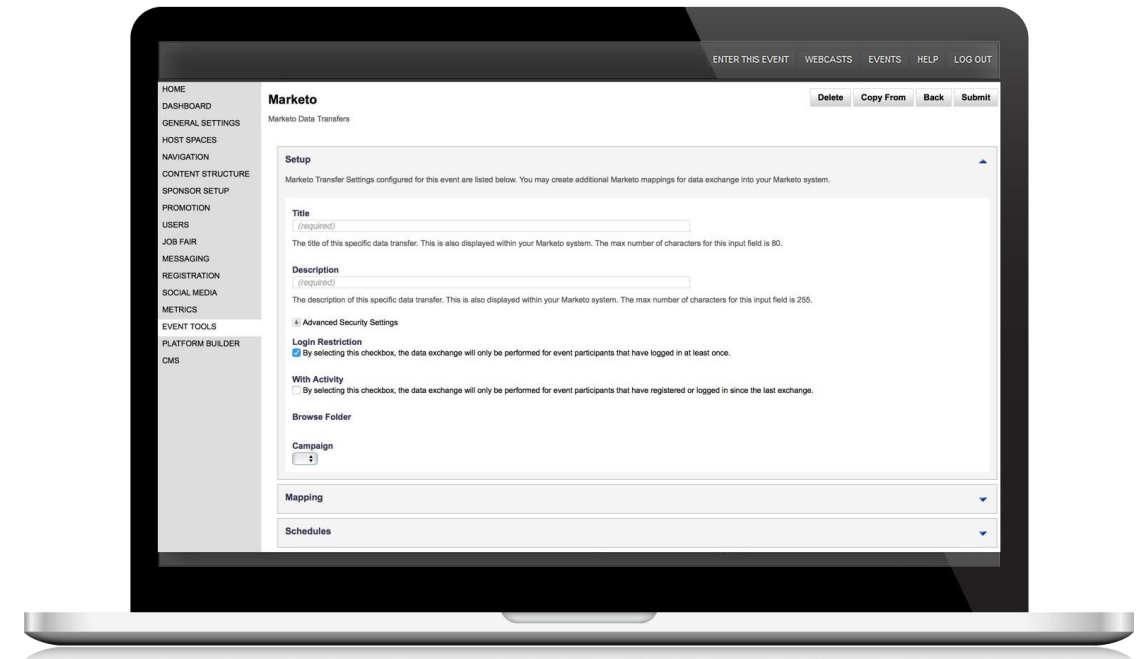 ENTER THIS EVENT WEBCASTS EVENTS HELP LOG OUT
HOME
DASHBOARD
GENERAL SETTINGS
HOST SPACES
NAVIGATION
CONTENT STRUCTURE
SPONSOR SETUP
PROMOTION
USERS
JOB FAIR
MESSAGING
REGISTRATION
SOCIAL MEDIA
METRICS
EVENT TOOLS
PLATFORM BUILDER
CMS
Marketo
Delete Copy From Back Submit
Marketo Data Transfers
Setup
Marketo Transfer Settings configured for this event are listed below. You may create additional Marketo mappings for data exchange into your Marketo system.
Title
(required)
The title of this specific data transfer. This is also displayed within your Marketo system. The max number of characters for this input field is 80.
Description
(required)
The description of this specific data transfer. This is also displayed within your Marketo system. The max number of characters for this input field is 255.
Advanced Security Settings
Login Restriction
By selecting this checkbox, the data exchange will only be performed for event participants that have logged in at least once.
With Activity
By selecting this checkbox, the data exchange will only be performed for event participants that have registered or logged in since the last exchange.
Browse Folder
Campaign
Mapping
Schedules